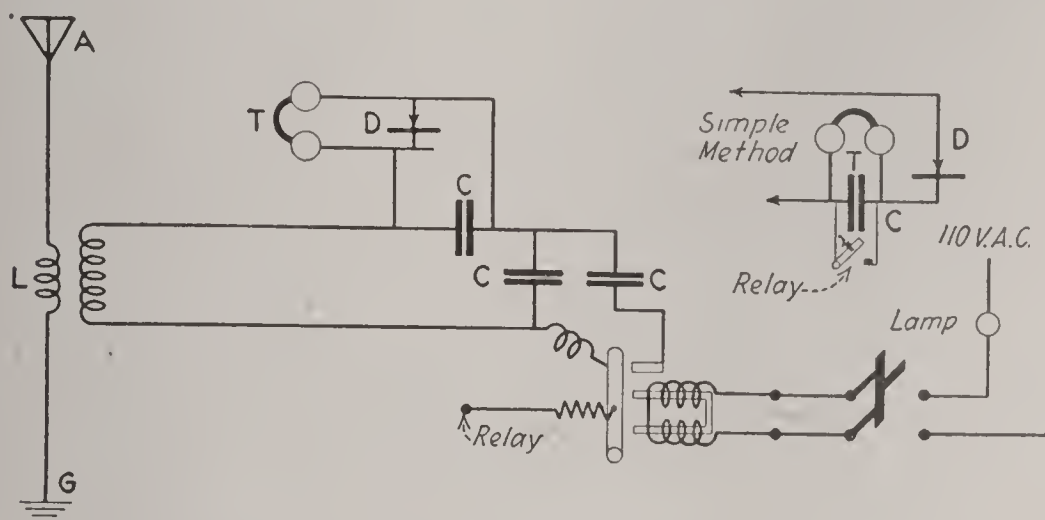 A
T
D
C
L
C
C
G
Relay
Simple
Method
T
D
C
Relay
110 V.A.C.
Lamp